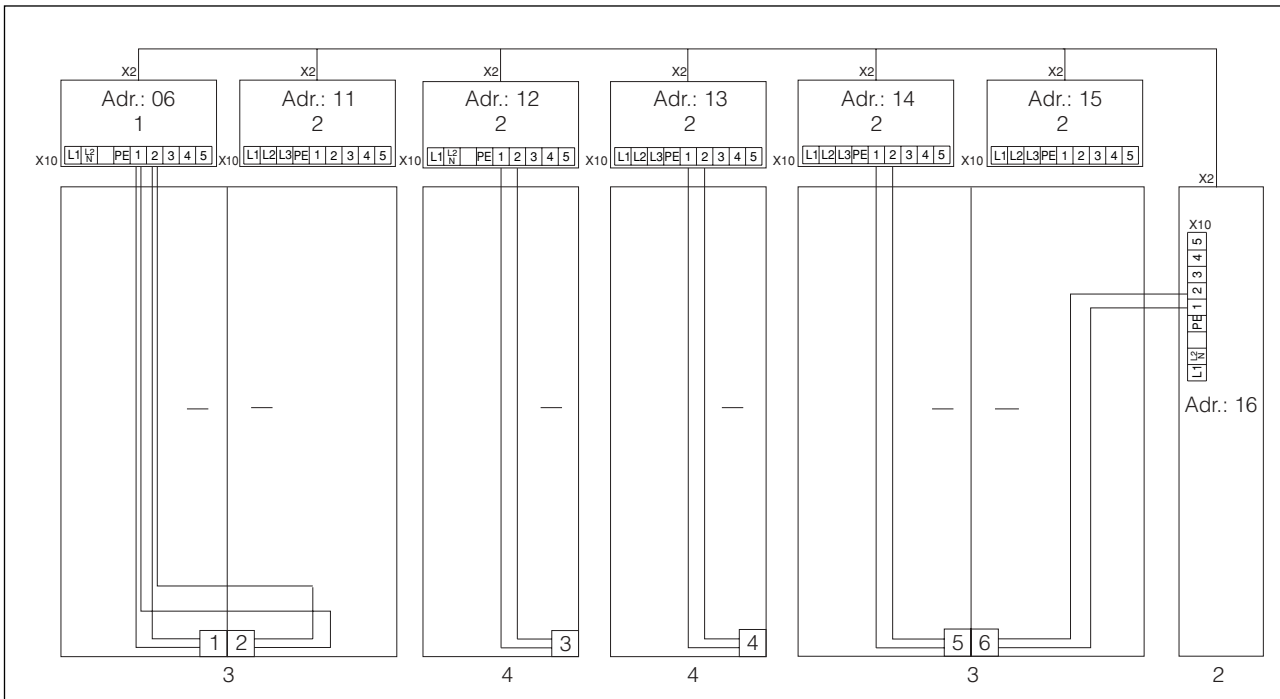 X2 X2 X2 X2 X2 X2
Adr.: 06 Adr.: 11 Adr.: 12 Adr.: 13 Adr.: 14 Adr.: 15
1 2 2 2 2 2
X10 L1 L2 N PE 1 2 3 4 5
X10 L1 L2 L3 PE 1 2 3 4 5
X10 L1 L2 N PE 1 2 3 4 5
X10 L1 L2 L3 PE 1 2 3 4 5
X10 L1 L2 L3 PE 1 2 3 4 5
X10 L1 L2 L3 PE 1 2 3 4 5
X2
X10
L1 L2 N PE 1 2 3 4 5
Adr.: 16
1 2 3 4 5 6
3 4 4 3 2